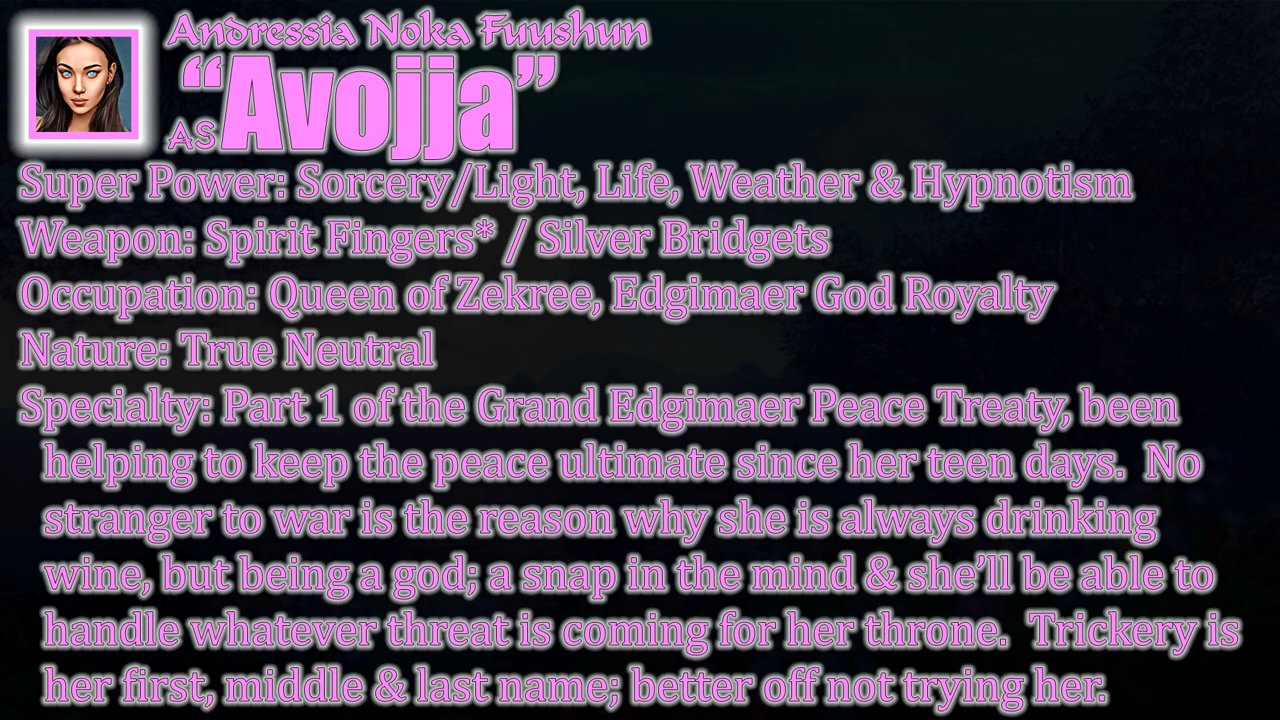 Andressia Noka Fuushun
AS “Avojja”
Super Power: Sorcery/Light, Life, Weather & Hypnotism
Weapon: Spirit Fingers* / Silver Bridgets
Occupation: Queen of Zekree, Edgimaer God Royalty
Nature: True Neutral
Specialty: Part 1 of the Grand Edgimaer Peace Treaty, been
helping to keep the peace ultimate since her teen days.  No
stranger to war is the reason why she is always drinking
wine, but being a god; a snap in the mind & she’ll be able to
handle whatever threat is coming for her throne.  Trickery is
her first, middle & last name; better off not trying her.